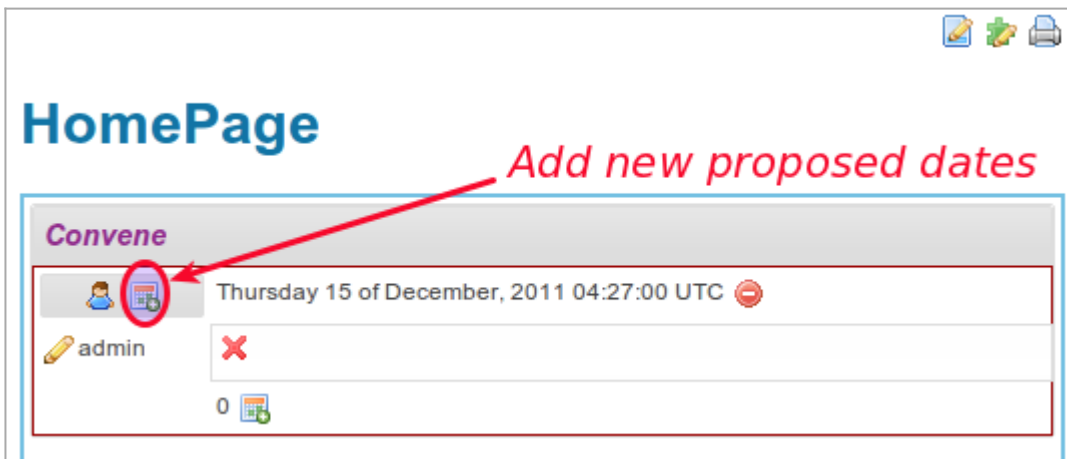 HomePage
Add new proposed dates
Convene
Thursday 15 of December, 2011 04:27:00 UTC
admin
0